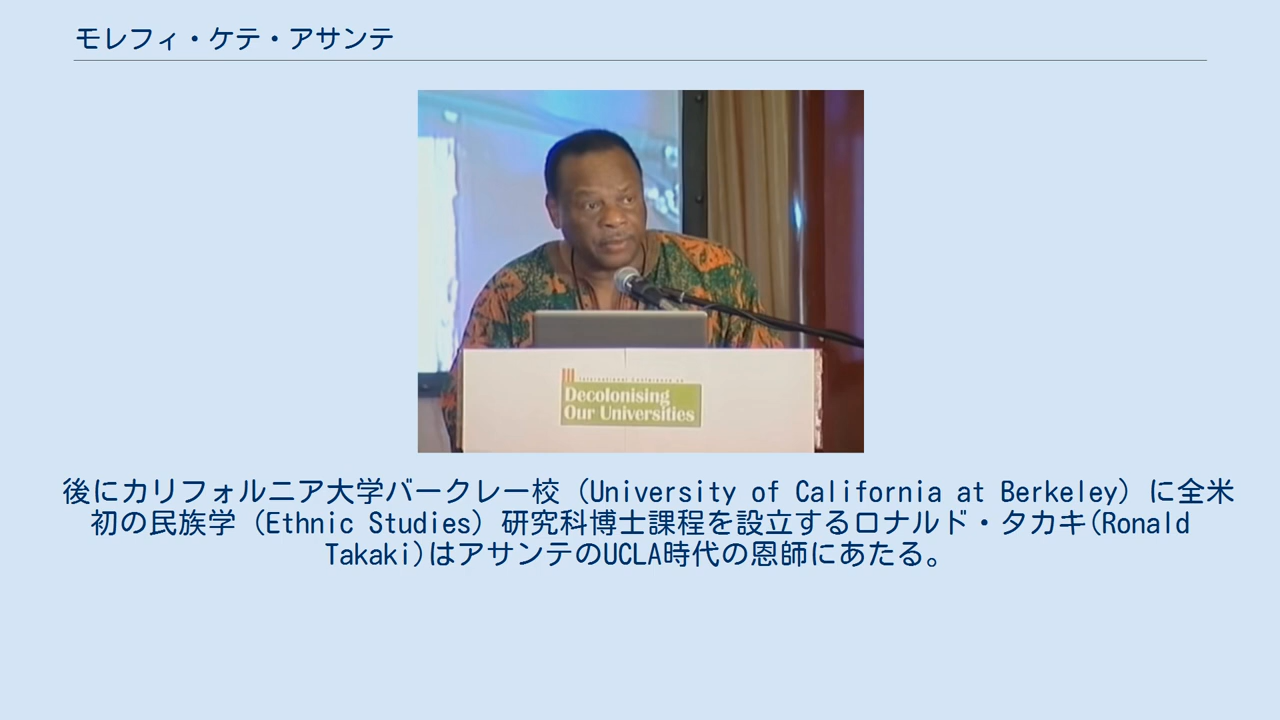 モレフィ・ケテ・アサンテ
International Conference on
Decolonising
Our Universities
後にカリフォルニア大学バークレー校（University of California at Berkeley）に全米
初の民族学（Ethnic Studies）研究科博士課程を設立するロナルド・タカキ(Ronald
Takaki)はアサンテのUCLA時代の恩師にあたる。